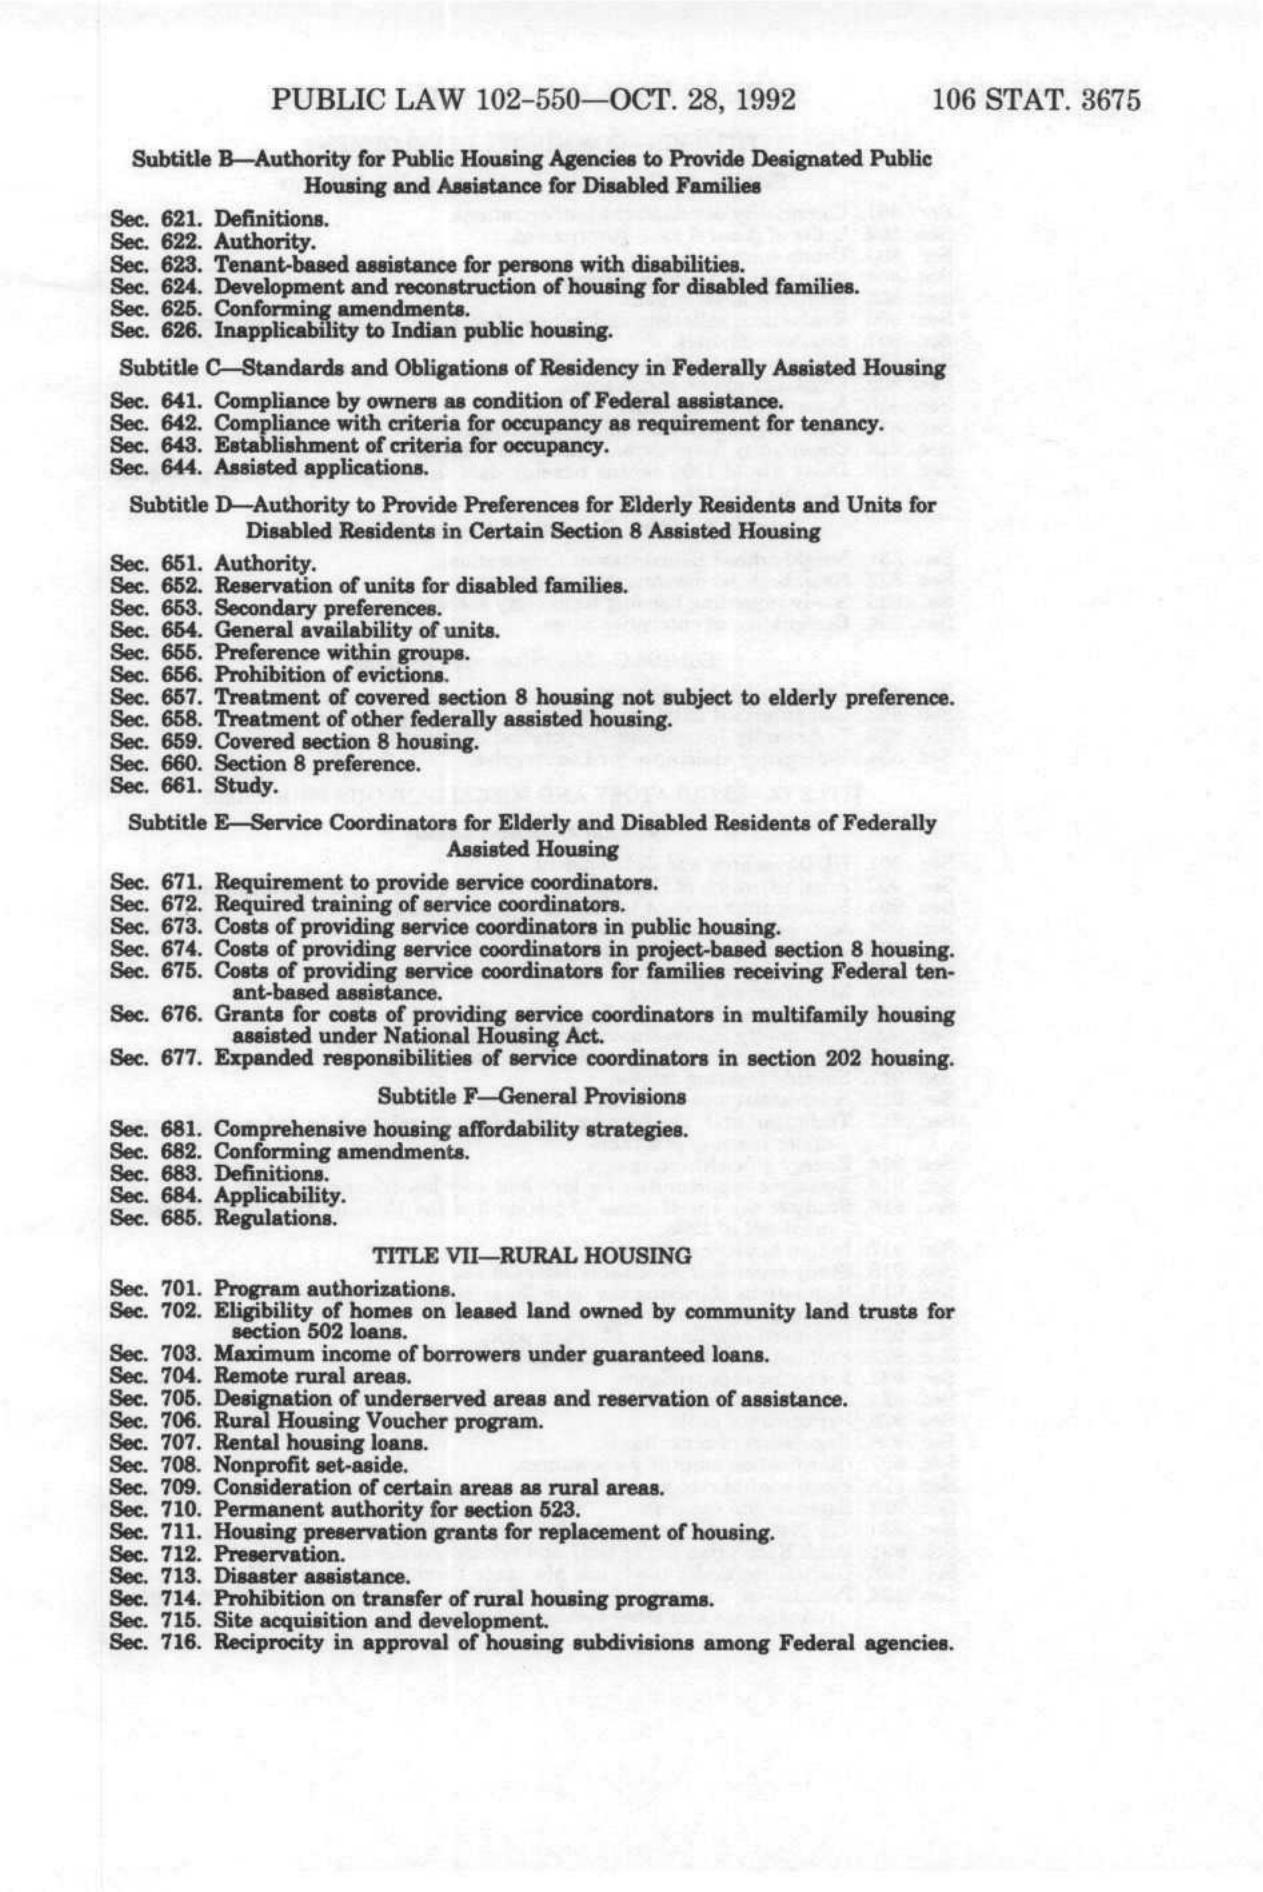 PUBLIC LAW 102–550—OCT. 28, 1992 106 STAT. 3675
Subtitle B—Authority for Public Housing Agencies to Provide Designated Public
Housing and Assistance for Disabled Families
Sec. 621. Definitions.
Sec. 622. Authority.
Sec. 623. Tenant-based assistance for persons with disabilities.
Sec. 624. Development and reconstruction of housing for disabled families.
Sec. 625. Conforming amendments.
Sec. 626. Inapplicability to Indian public housing.
Subtitle C—Standards and Obligations of Residency in Federally Assisted Housing
Sec. 641. Compliance by owners as condition of Federal assistance.
Sec. 642. Compliance with criteria for occupancy as requirement for tenancy.
Sec. 643. Establishment of criteria for occupancy.
Sec. 644. Assisted applications.
Subtitle D—Authority to Provide Preferences for Elderly Residents and Units for
Disabled Residents in Certain Section 8 Assisted Housing
Sec. 651. Authority.
Sec. 652. Reservation of units for disabled families.
Sec. 653. Secondary preferences.
Sec. 654. General availability of units.
Sec. 655. Preference within groups.
Sec. 656. Prohibition of evictions.
Sec. 657. Treatment of covered section 8 housing not subject to elderly preference.
Sec. 658. Treatment of other federally assisted housing.
Sec. 659. Covered section 8 housing.
Sec. 660. Section 8 preference.
Sec. 661. Study.
Subtitle E—Service Coordinators for Elderly and Disabled Residents of Federally
Assisted Housing
Sec. 671. Requirement to provide service coordinators.
Sec. 672. Required training of service coordinators.
Sec. 673. Costs of providing service coordinators in public housing.
Sec. 674. Costs of providing service coordinators in project-based section 8 housing.
Sec. 675. Costs of providing service coordinators for families receiving Federal ten-
ant-based assistance.
Sec. 676. Grants for costs of providing service coordinators in multifamily housing
assisted under National Housing Act.
Sec. 677. Expanded responsibilities of service coordinators in section 202 housing.
Subtitle F—General Provisions
Sec. 681. Comprehensive housing affordability strategies.
Sec. 682. Conforming amendments.
Sec. 683. Definitions.
Sec. 684. Applicability.
Sec. 685. Regulations.
TITLE VII—RURAL HOUSING
Sec. 701. Program authorizations.
Sec. 702. Eligibility of homes on leased land owned by community land trusts for
section 502 loans.
Sec. 703. Maximum income of borrowers under guaranteed loans.
Sec. 704. Remote rural areas.
Sec. 705. Designation of underserved areas and reservation of assistance.
Sec. 706. Rural Housing Voucher program.
Sec. 707. Rental housing loans.
Sec. 708. Nonprofit set-aside.
Sec. 709. Consideration of certain areas as rural areas.
Sec. 710. Permanent authority for section 523.
Sec. 711. Housing preservation grants for replacement of housing.
Sec. 712. Preservation.
Sec. 713. Disaster assistance.
Sec. 714. Prohibition on transfer of rural housing programs.
Sec. 715. Site acquisition and development.
Sec. 716. Reciprocity in approval of housing subdivisions among Federal agencies.